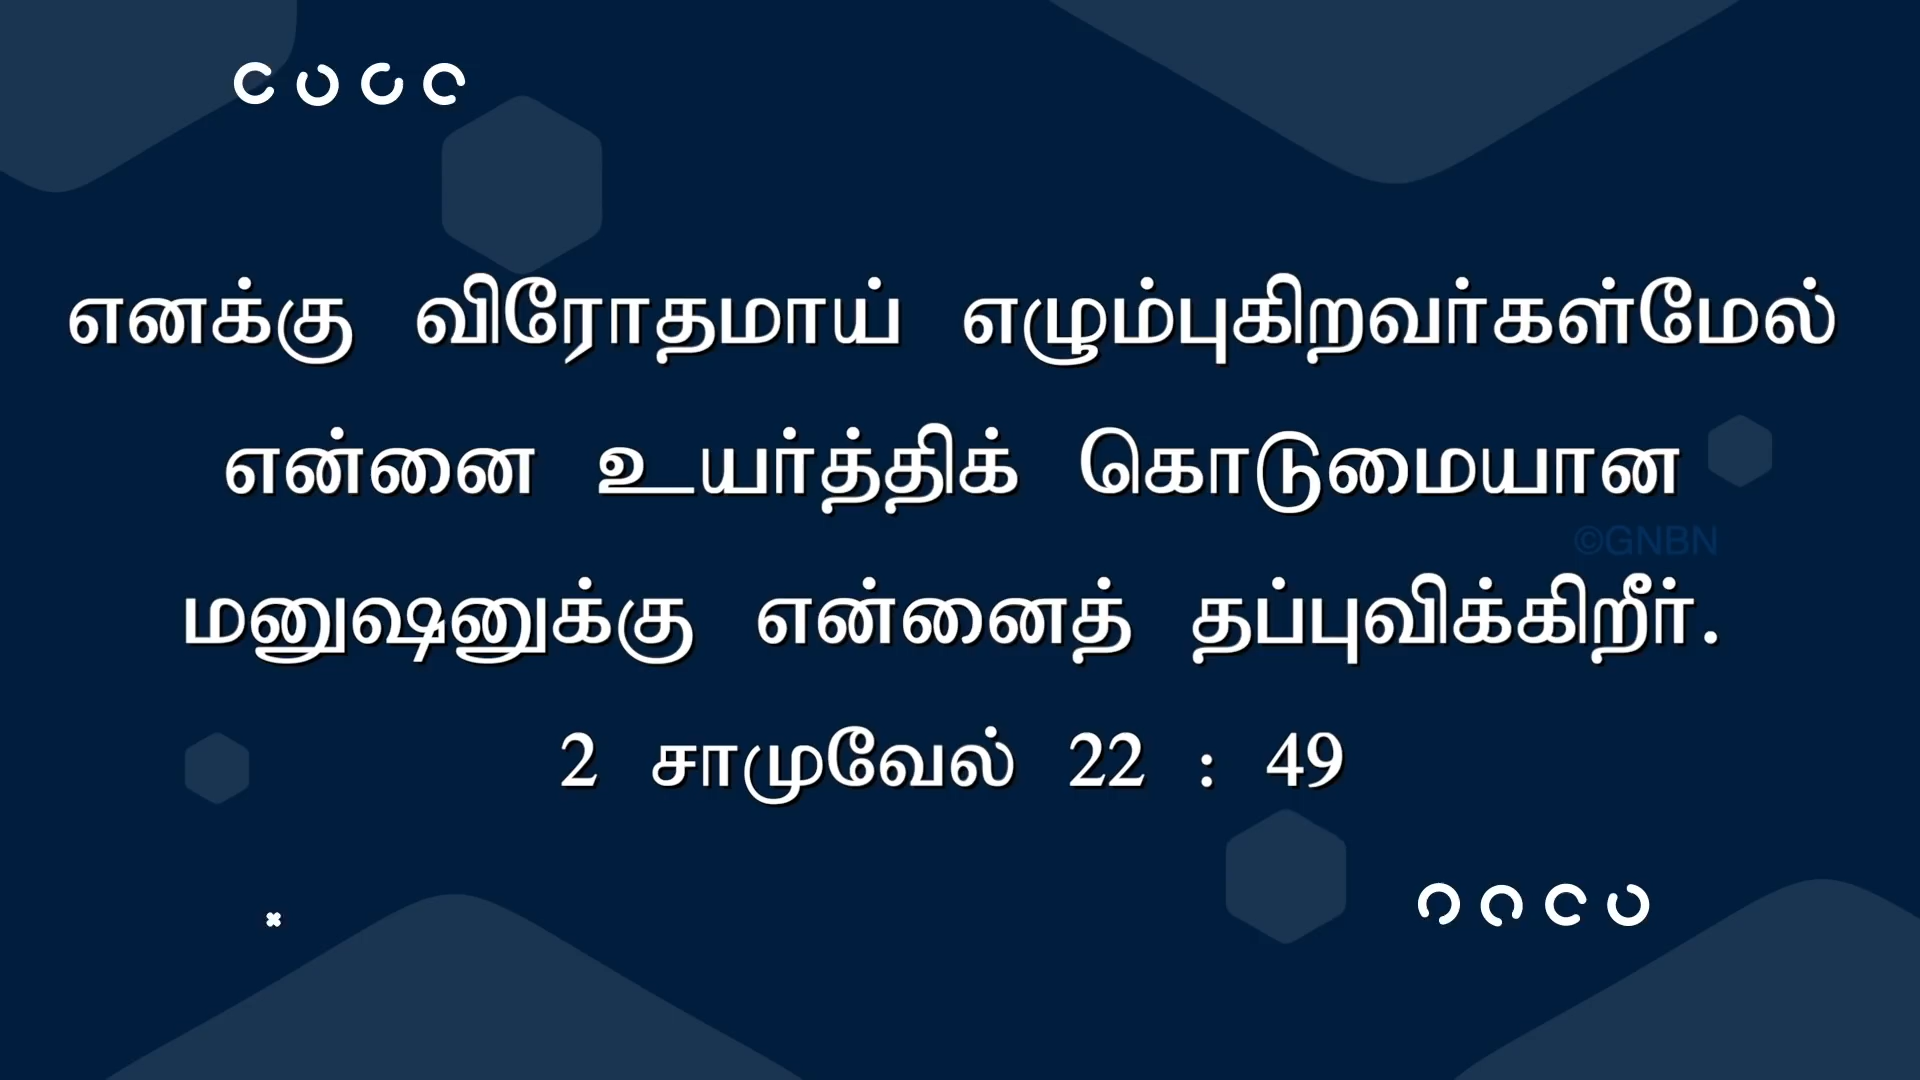 எனக்கு விரோதமாய் எழும்புகிறவர்கள்மேல்
என்னை உயர்த்திக் கொடுமையான
©GNBN
மனுஷனுக்கு என்னைத் தப்புவிக்கிறீர்.
2 சாமுவேல் 22 : 49